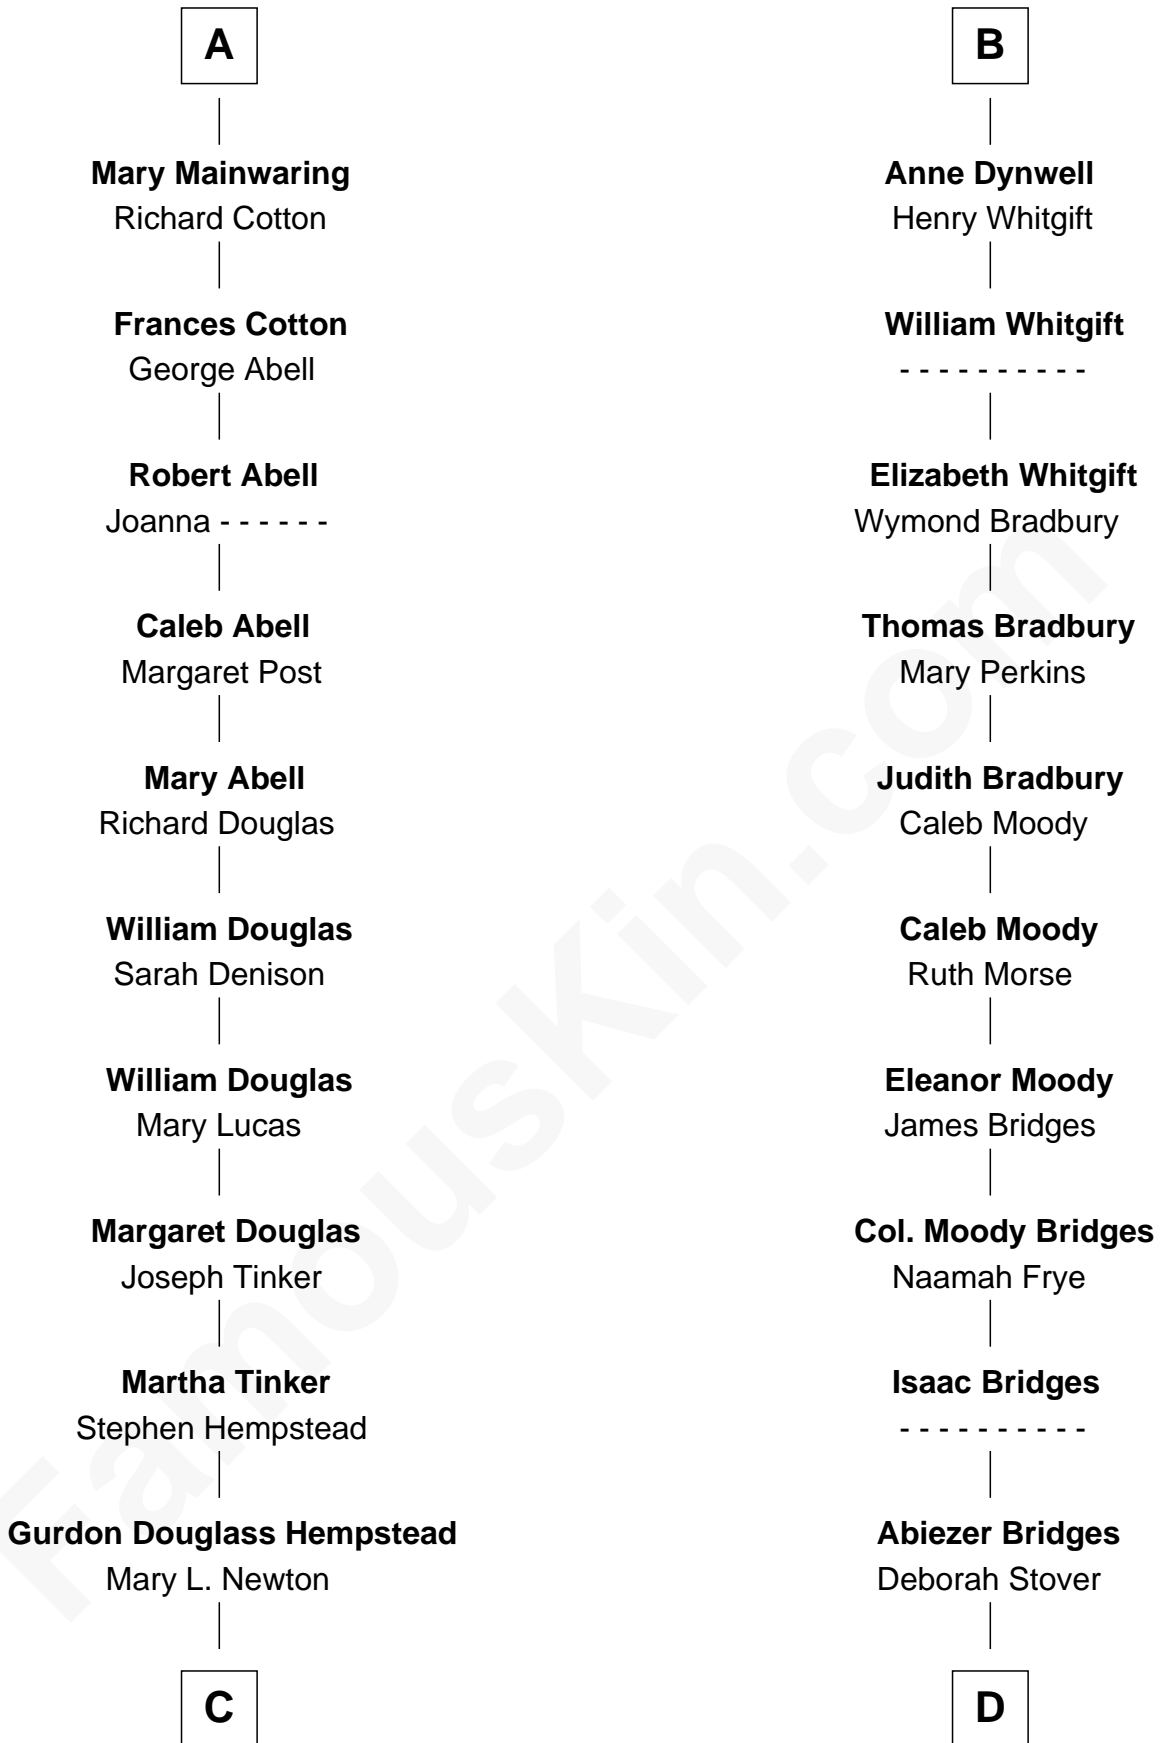 A
Mary Mainwaring
Richard Cotton
Frances Cotton
George Abell
Robert Abell
Joanna - - - - - -
Caleb Abell
Margaret Post
Mary Abell
Richard Douglas
William Douglas
Sarah Denison
William Douglas
Mary Lucas
Margaret Douglas
Joseph Tinker
Martha Tinker
Stephen Hempstead
Gurdon Douglass Hempstead
Mary L. Newton
C
B
Anne Dynwell
Henry Whitgift
William Whitgift
- - - - - - - - - -
Elizabeth Whitgift
Wymond Bradbury
Thomas Bradbury
Mary Perkins
Judith Bradbury
Caleb Moody
Caleb Moody
Ruth Morse
Eleanor Moody
James Bridges
Col. Moody Bridges
Naamah Frye
Isaac Bridges
- - - - - - - - - -
Abiezer Bridges
Deborah Stover
D
FamousKin.com